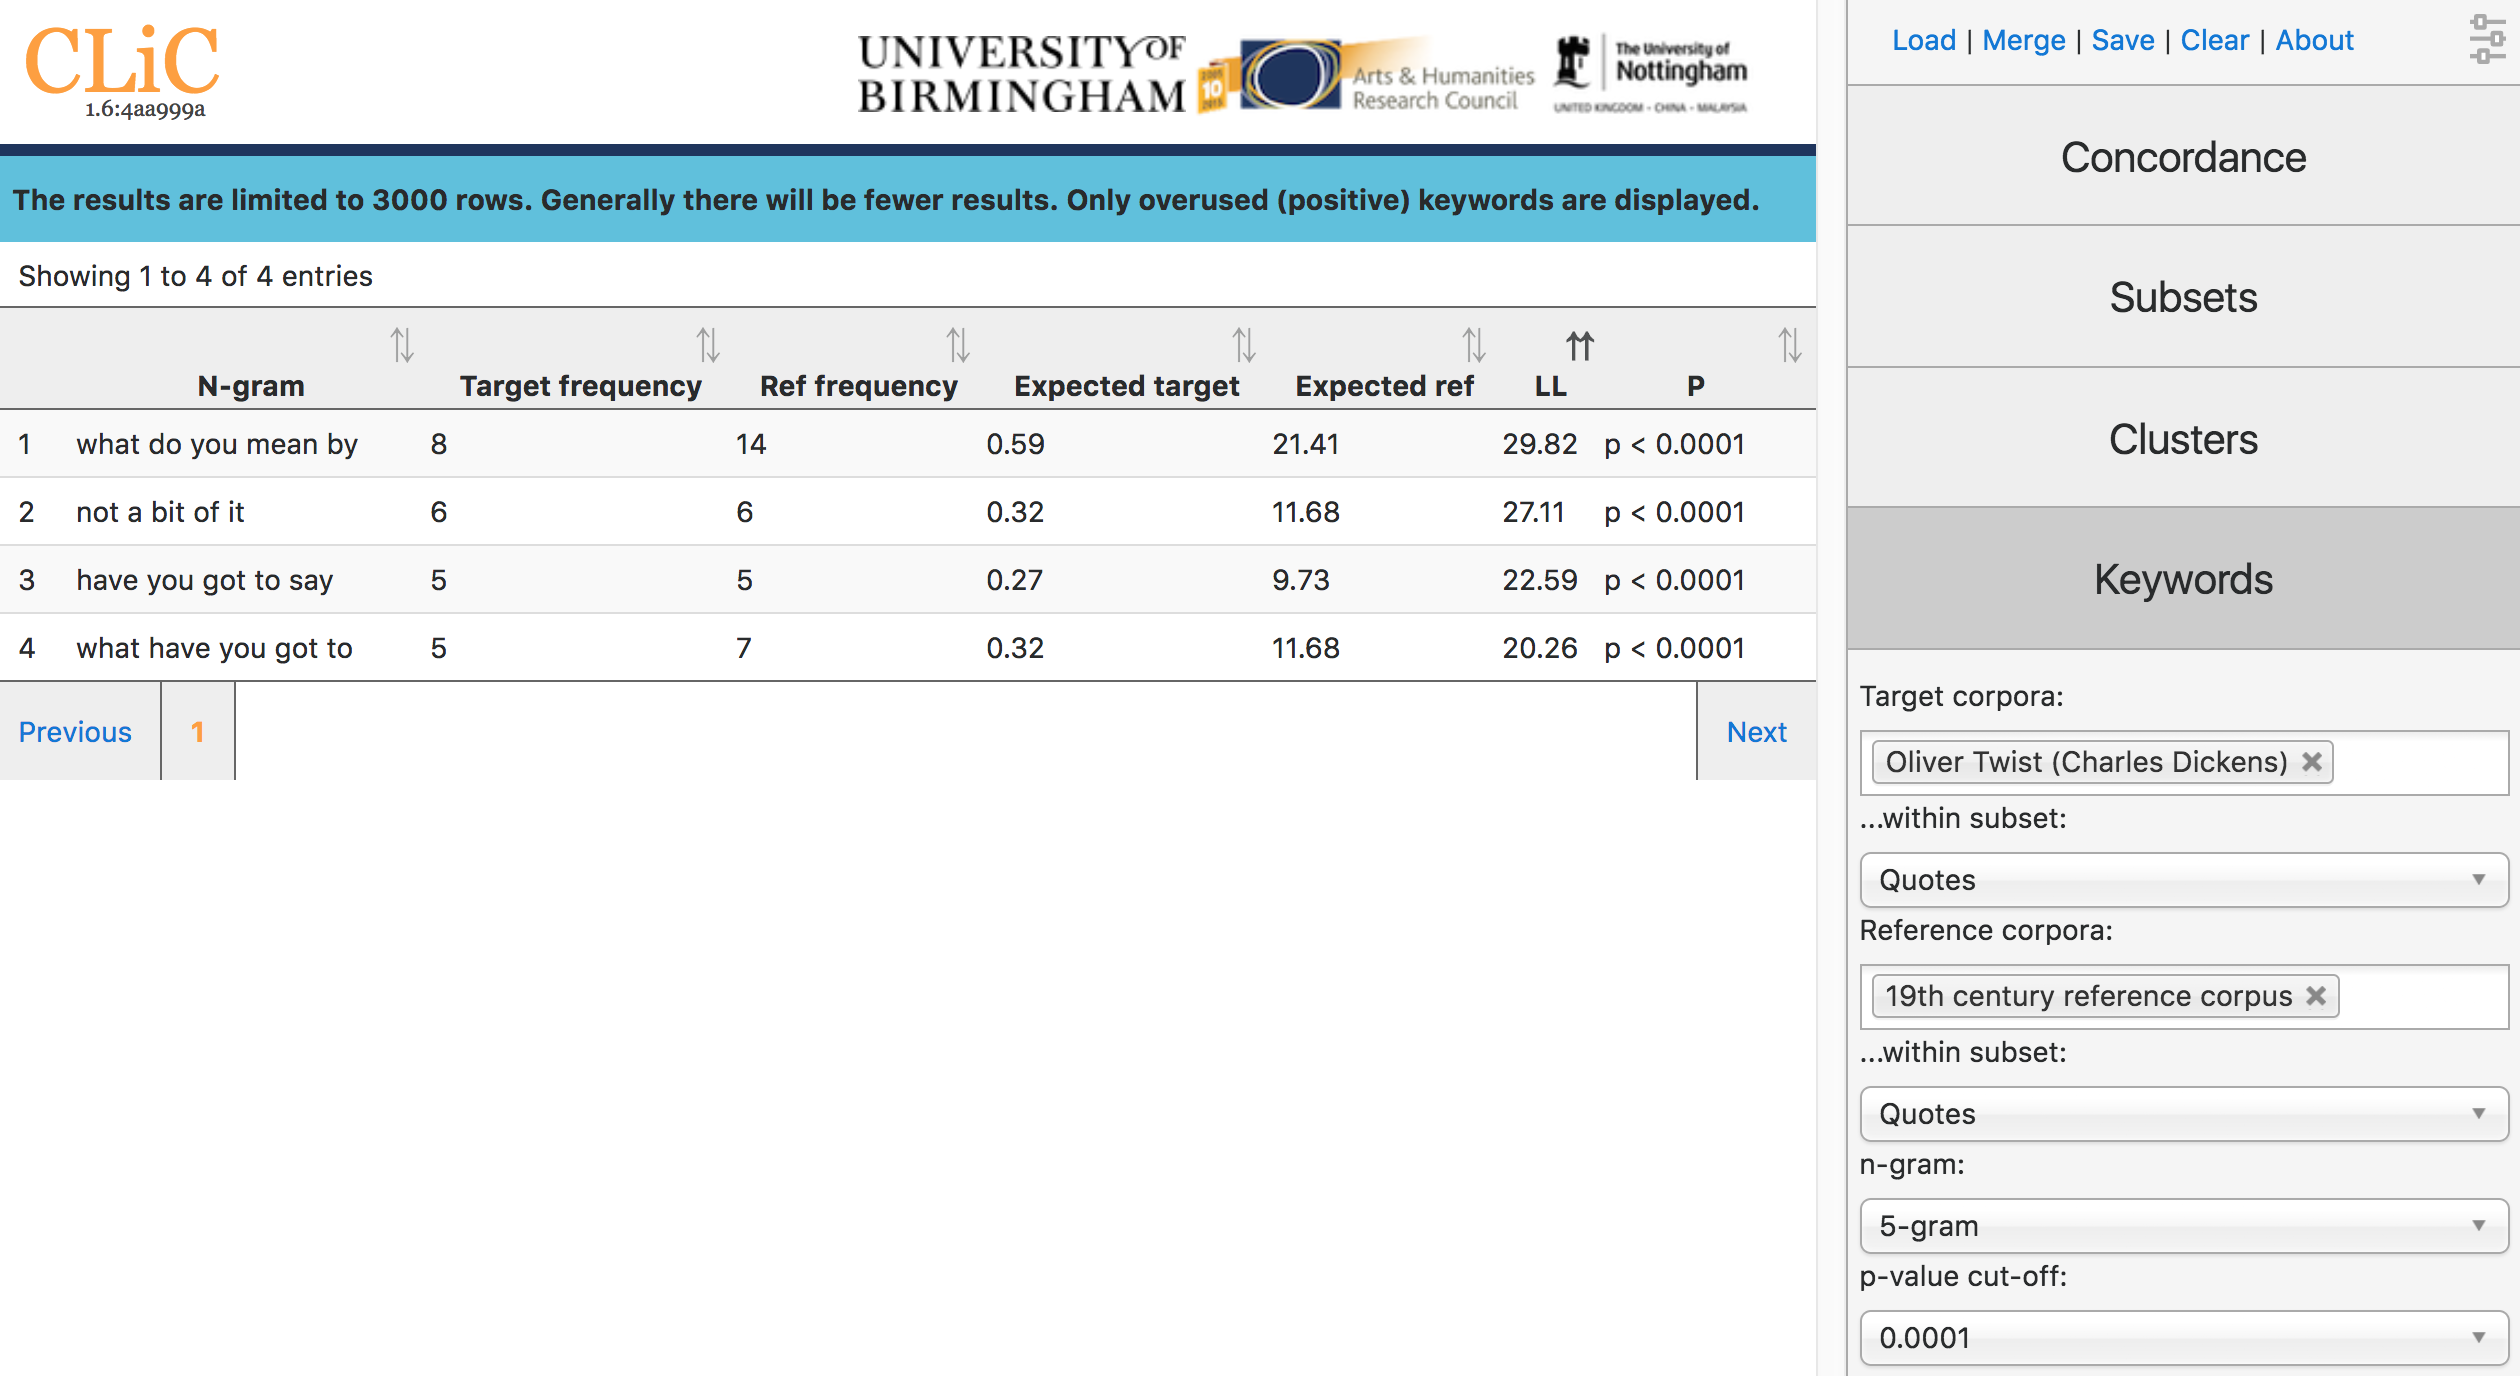 CLiC
1.6:4aa999a
UNIVERSITY OF
BIRMINGHAM
2005
10
2015
Arts & Humanities
Research Council
The University of
Nottingham
UNITED KINGDOM - CHINA - MALAYSIA
The results are limited to 3000 rows. Generally there will be fewer results. Only overused (positive) keywords are displayed.
Showing 1 to 4 of 4 entries
N-gram Target frequency Ref frequency Expected target Expected ref LL P
1 what do you mean by 8 14 0.59 21.41 29.82 p < 0.0001
2 not a bit of it 6 6 0.32 11.68 27.11 p < 0.0001
3 have you got to say 5 5 0.27 9.73 22.59 p < 0.0001
4 what have you got to 5 7 0.32 11.68 20.26 p < 0.0001
Previous 1 Next
Load | Merge | Save | Clear | About
Concordance
Subsets
Clusters
Keywords
Target corpora:
Oliver Twist (Charles Dickens)
...within subset:
Quotes
Reference corpora:
19th century reference corpus
...within subset:
Quotes
n-gram:
5-gram
p-value cut-off:
0.0001